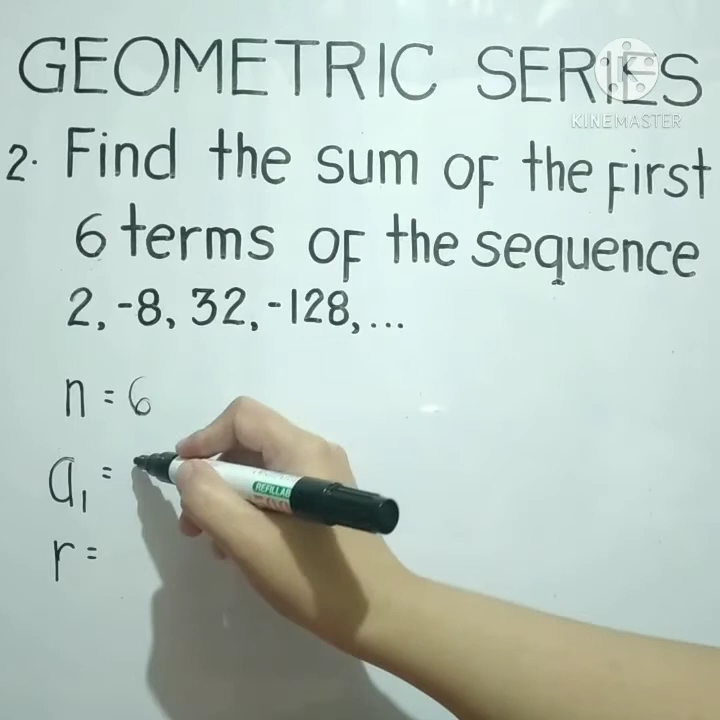 GEOMETRIC SERIES
KINEMASTER
2. Find the sum of the first
6 terms of the sequence
2, -8, 32, -128, ...
n = 6
a₁ =
r =
REFILLAB